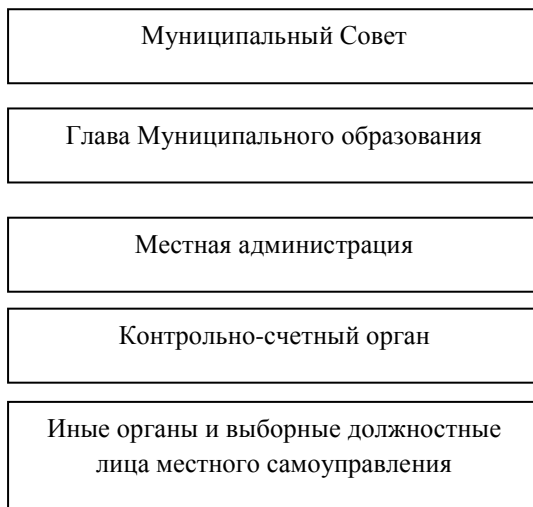 Муниципальный Совет
Глава Муниципального образования
Местная администрация
Контрольно-счетный орган
Иные органы и выборные должностные
лица местного самоуправления